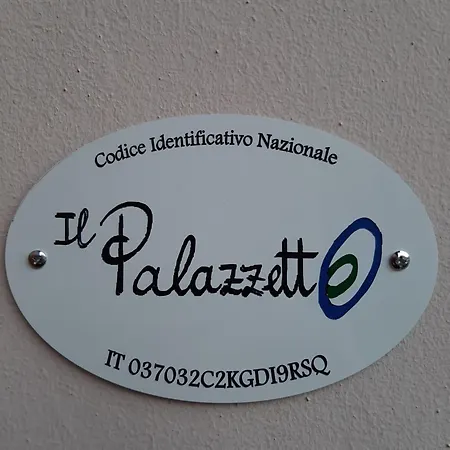 Codice Identificativo Nazionale
Il Palazzetto
IT 037032C2KGDI9RSQ